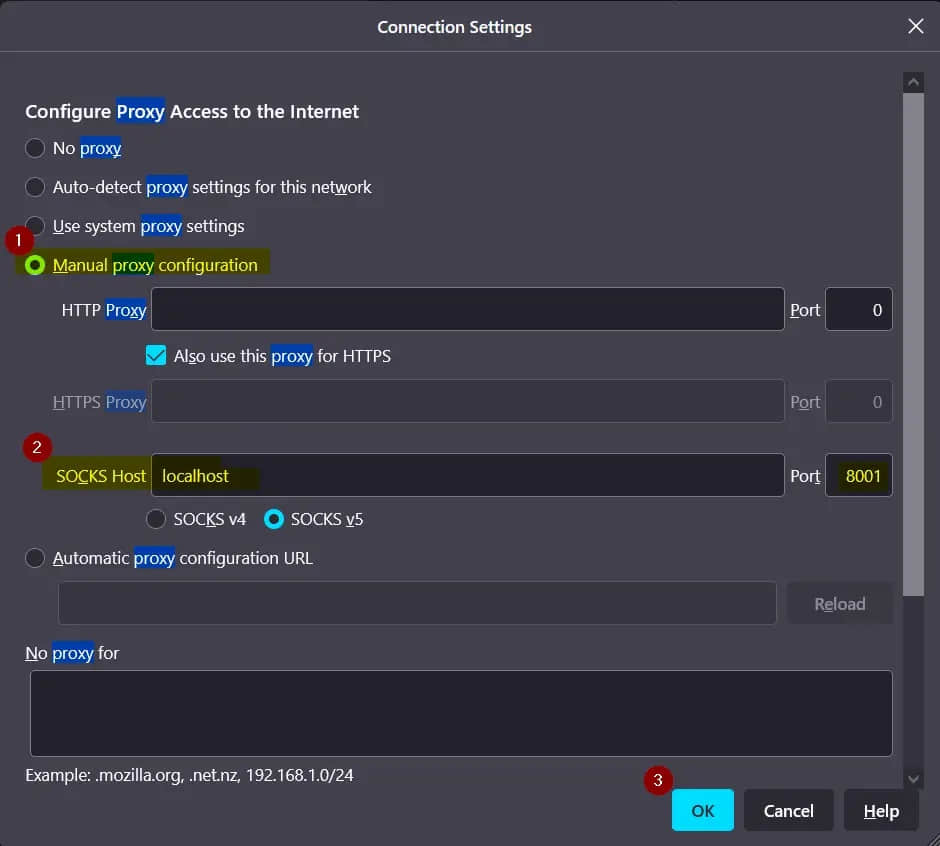 Connection Settings
Configure Proxy Access to the Internet
No proxy
Auto-detect proxy settings for this network
Use system proxy settings
1
Manual proxy configuration
HTTP Proxy Port 0
Also use this proxy for HTTPS
HTTPS Proxy Port 0
2
SOCKS Host localhost Port 8001
SOCKS v4 SOCKS v5
Automatic proxy configuration URL
Reload
No proxy for
Example: .mozilla.org, .net.nz, 192.168.1.0/24
3
OK Cancel Help